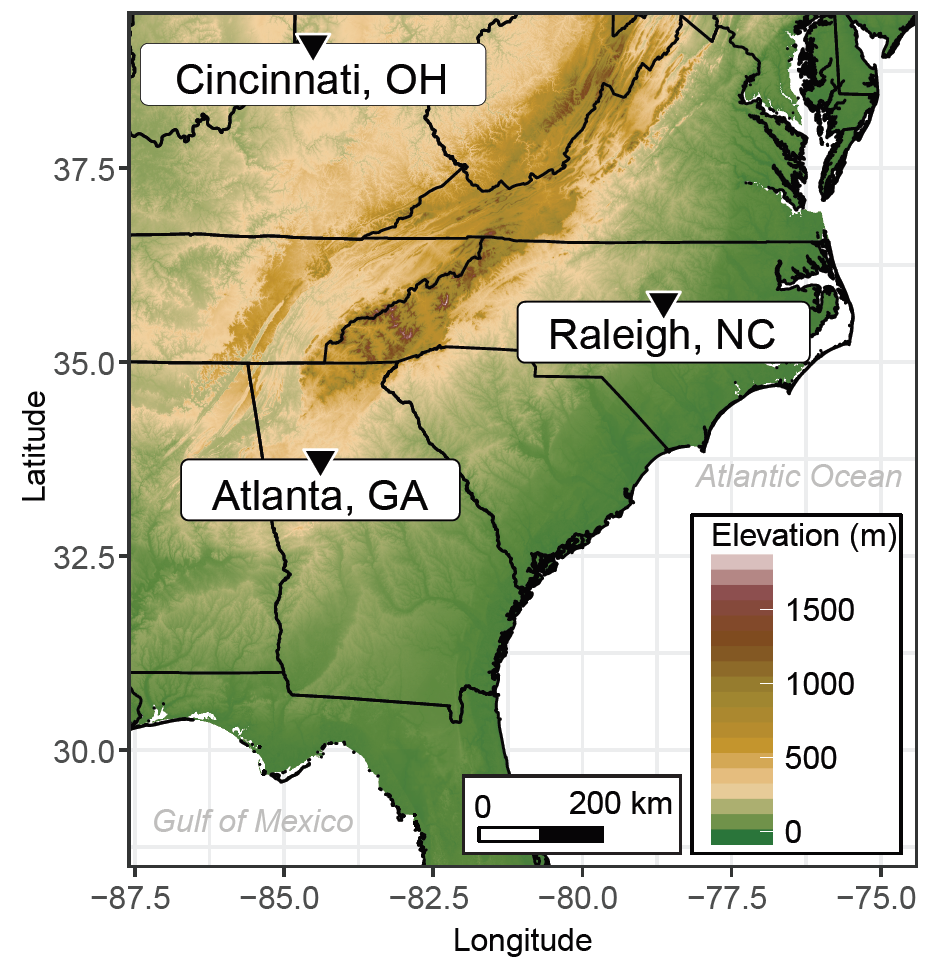 Cincinnati, OH
37.5
Raleigh, NC
35.0
Latitude
Atlantic Ocean
Atlanta, GA
Elevation (m)
32.5
1500
1000
500
0
30.0
0 200 km
Gulf of Mexico
−87.5 −85.0 −82.5 −80.0 −77.5 −75.0
Longitude